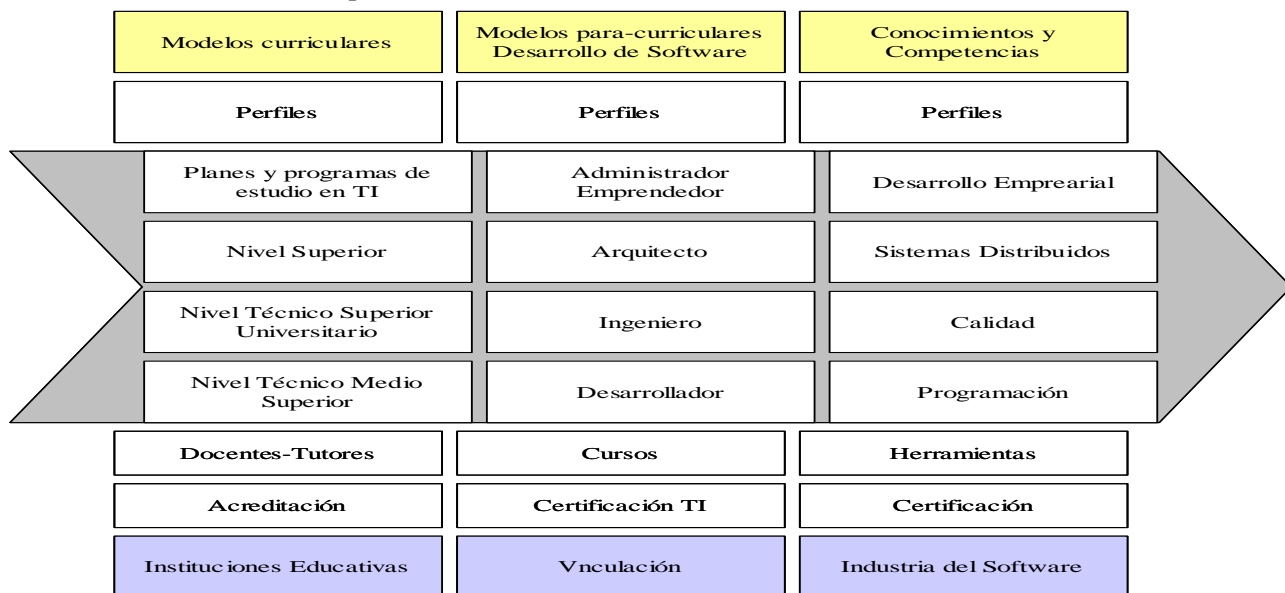 Modelos curriculares
Modelos para-curriculares
Desarrollo de Software
Conocimientos y
Competencias
Perfiles
Perfiles
Perfiles
Planes y programas de
estudio en TI
Administrador
Emprendedor
Desarrollo Emprearial
Nivel Superior
Arquitecto
Sistemas Distribuidos
Nivel Técnico Superior
Universitario
Ingeniero
Calidad
Nivel Técnico Medio
Superior
Desarrollador
Programación
Docentes-Tutores
Cursos
Herramientas
Acreditación
Certificación TI
Certificación
Instituciones Educativas
Vnculación
Industria del Software